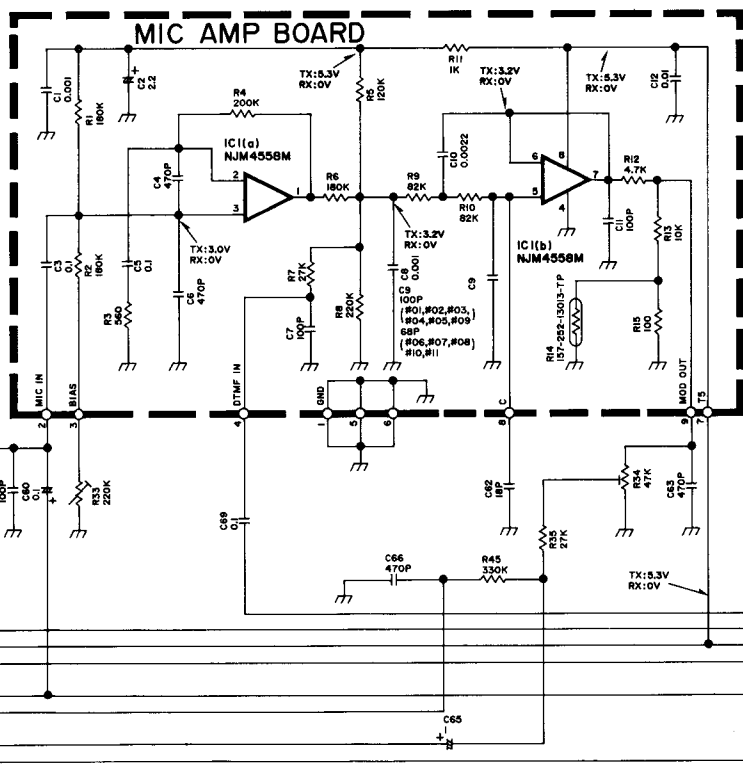 MIC AMP BOARD
C1
0.001
R1
180K
C2
2.2
R4
200K
IC1(a)
NJM4558M
TX:5.3V
RX:0V
R5
120K
R11
1K
TX:3.2V
RX:0V
TX:5.3V
RX:0V
C12
0.01
C4
470P
2
3
1
R6
180K
R9
82K
C10
0.0022
R10
82K
6
5
8
4
7
R12
4.7K
IC1(b)
NJM4558M
C11
100P
R13
10K
C3
0.1
R2
180K
C5
0.1
TX:3.0V
RX:0V
C6
470P
R3
560
R7
27K
C7
100P
R8
220K
TX:3.2V
RX:0V
C8
0.001
C9
100P
(#01,#02,#03,
#04,#05,#09)
68P
(#06,#07,#08
#10,#11)
C9
R14
157-252-13013-TP
R15
100
MIC IN
2
BIAS
3
DTMF IN
4
GND
1
5
6
C
8
MOD OUT
9
T5
7
100P
C60
0.1
R33
220K
C69
0.1
C62
18P
R34
47K
C63
470P
R35
27K
C66
470P
R45
330K
TX:5.3V
RX:0V
C65